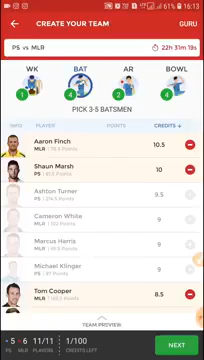 61% 16:13
CREATE YOUR TEAM
GURU
PS vs MLR
22h 31m 19s
WK BAT AR BOWL
1 4 2 4
PICK 3-5 BATSMEN
INFO PLAYER POINTS CREDITS ↓
Aaron Finch
MLR
10.5
Shaun Marsh
PS
10
Ashton Turner
PS
9.5
Cameron White
MLR
9
Marcus Harris
MLR
9
Michael Klinger
PS
9
Tom Cooper
MLR
8.5
TEAM PREVIEW
5 6 11/11 1/100
PS MLR PLAYERS CREDITS LEFT
NEXT